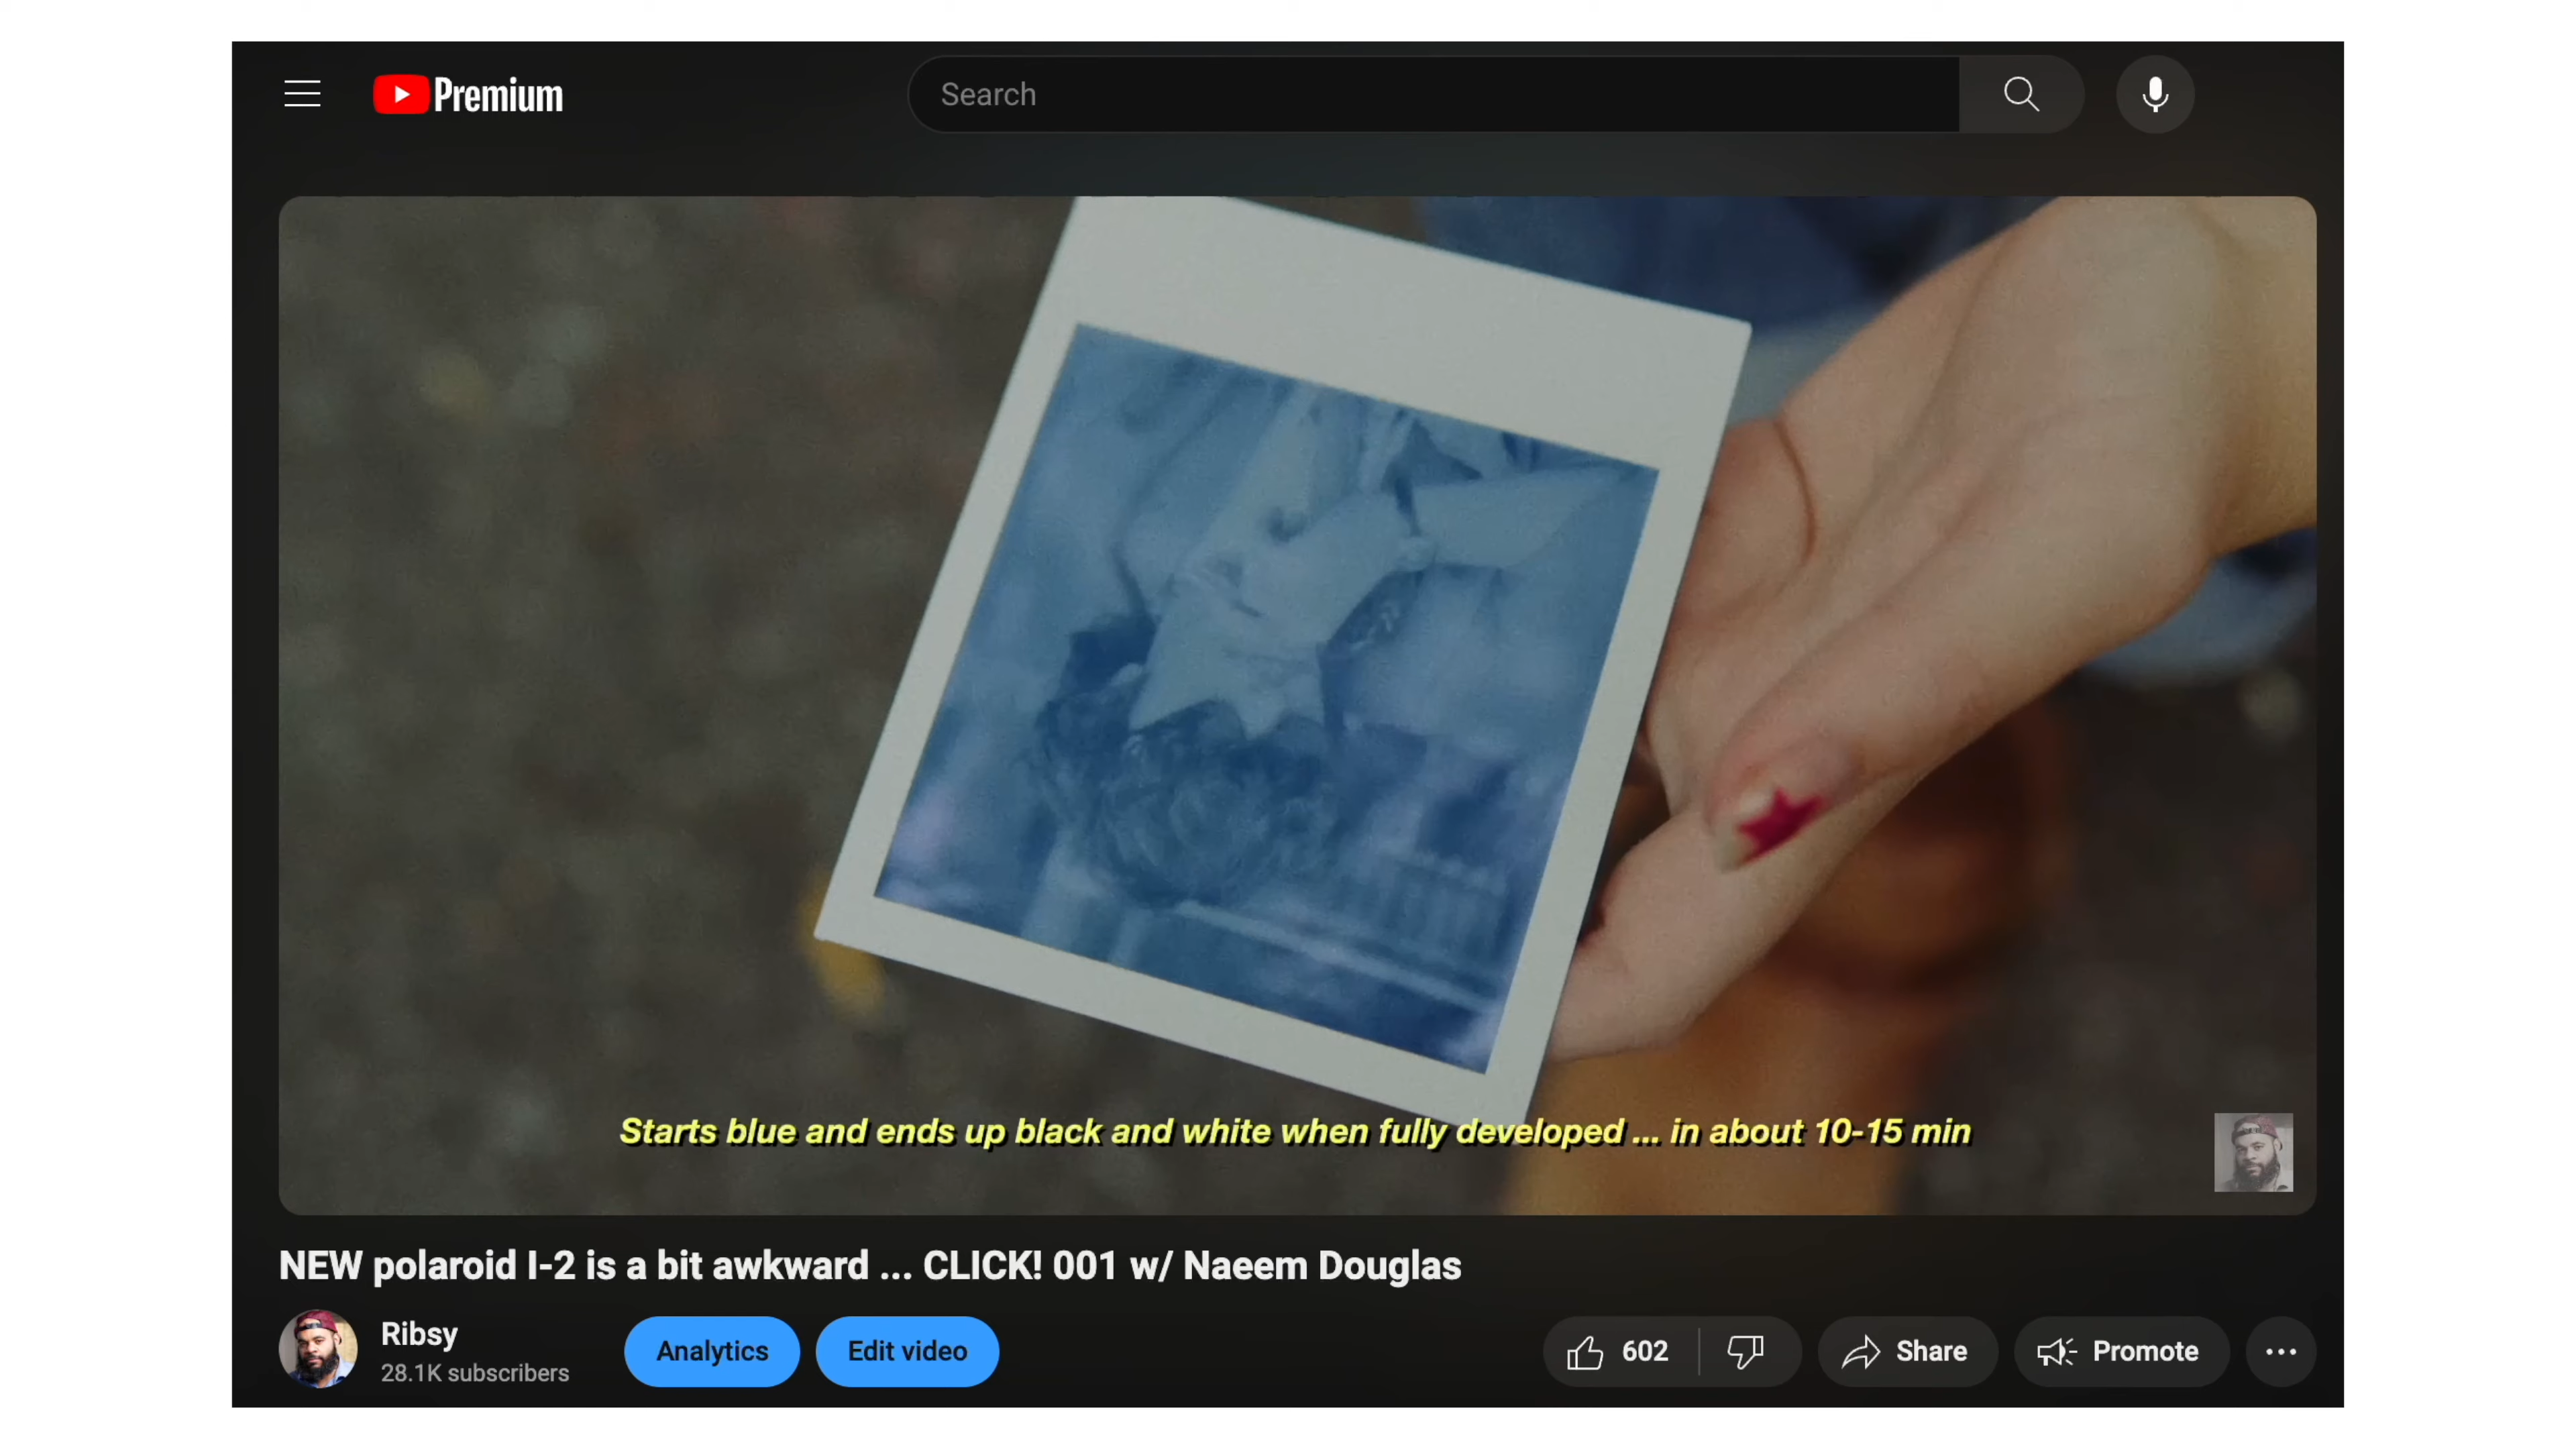 Premium
Search
Starts blue and ends up black and white when fully developed ... in about 10-15 min
NEW polaroid I-2 is a bit awkward ... CLICK! 001 w/ Naeem Douglas
Ribsy
28.1K subscribers
Analytics
Edit video
602
Share
Promote